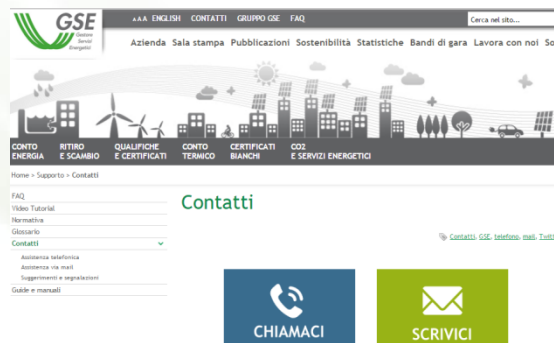 GSE
Gestore
Servizi
Energetici
AAA ENGLISH CONTATTI GRUPPO GSE FAQ
Cerca nel sito...
Azienda Sala stampa Pubblicazioni Sostenibilità Statistiche Bandi di gara Lavora con noi So
CONTO ENERGIA
RITIRO E SCAMBIO
QUALIFICHE E CERTIFICATI
CONTO TERMICO
CERTIFICATI BIANCHI
CO2 E SERVIZI ENERGETICI
Home > Supporto > Contatti
FAQ
Video Tutorial
Normativa
Glossario
Contatti
Assistenza telefonica
Assistenza via mail
Suggerimenti e segnalazioni
Guide e manuali
Contatti
Contatti, GSE, telefono, mail, Twitt
CHIAMACI
SCRIVICI